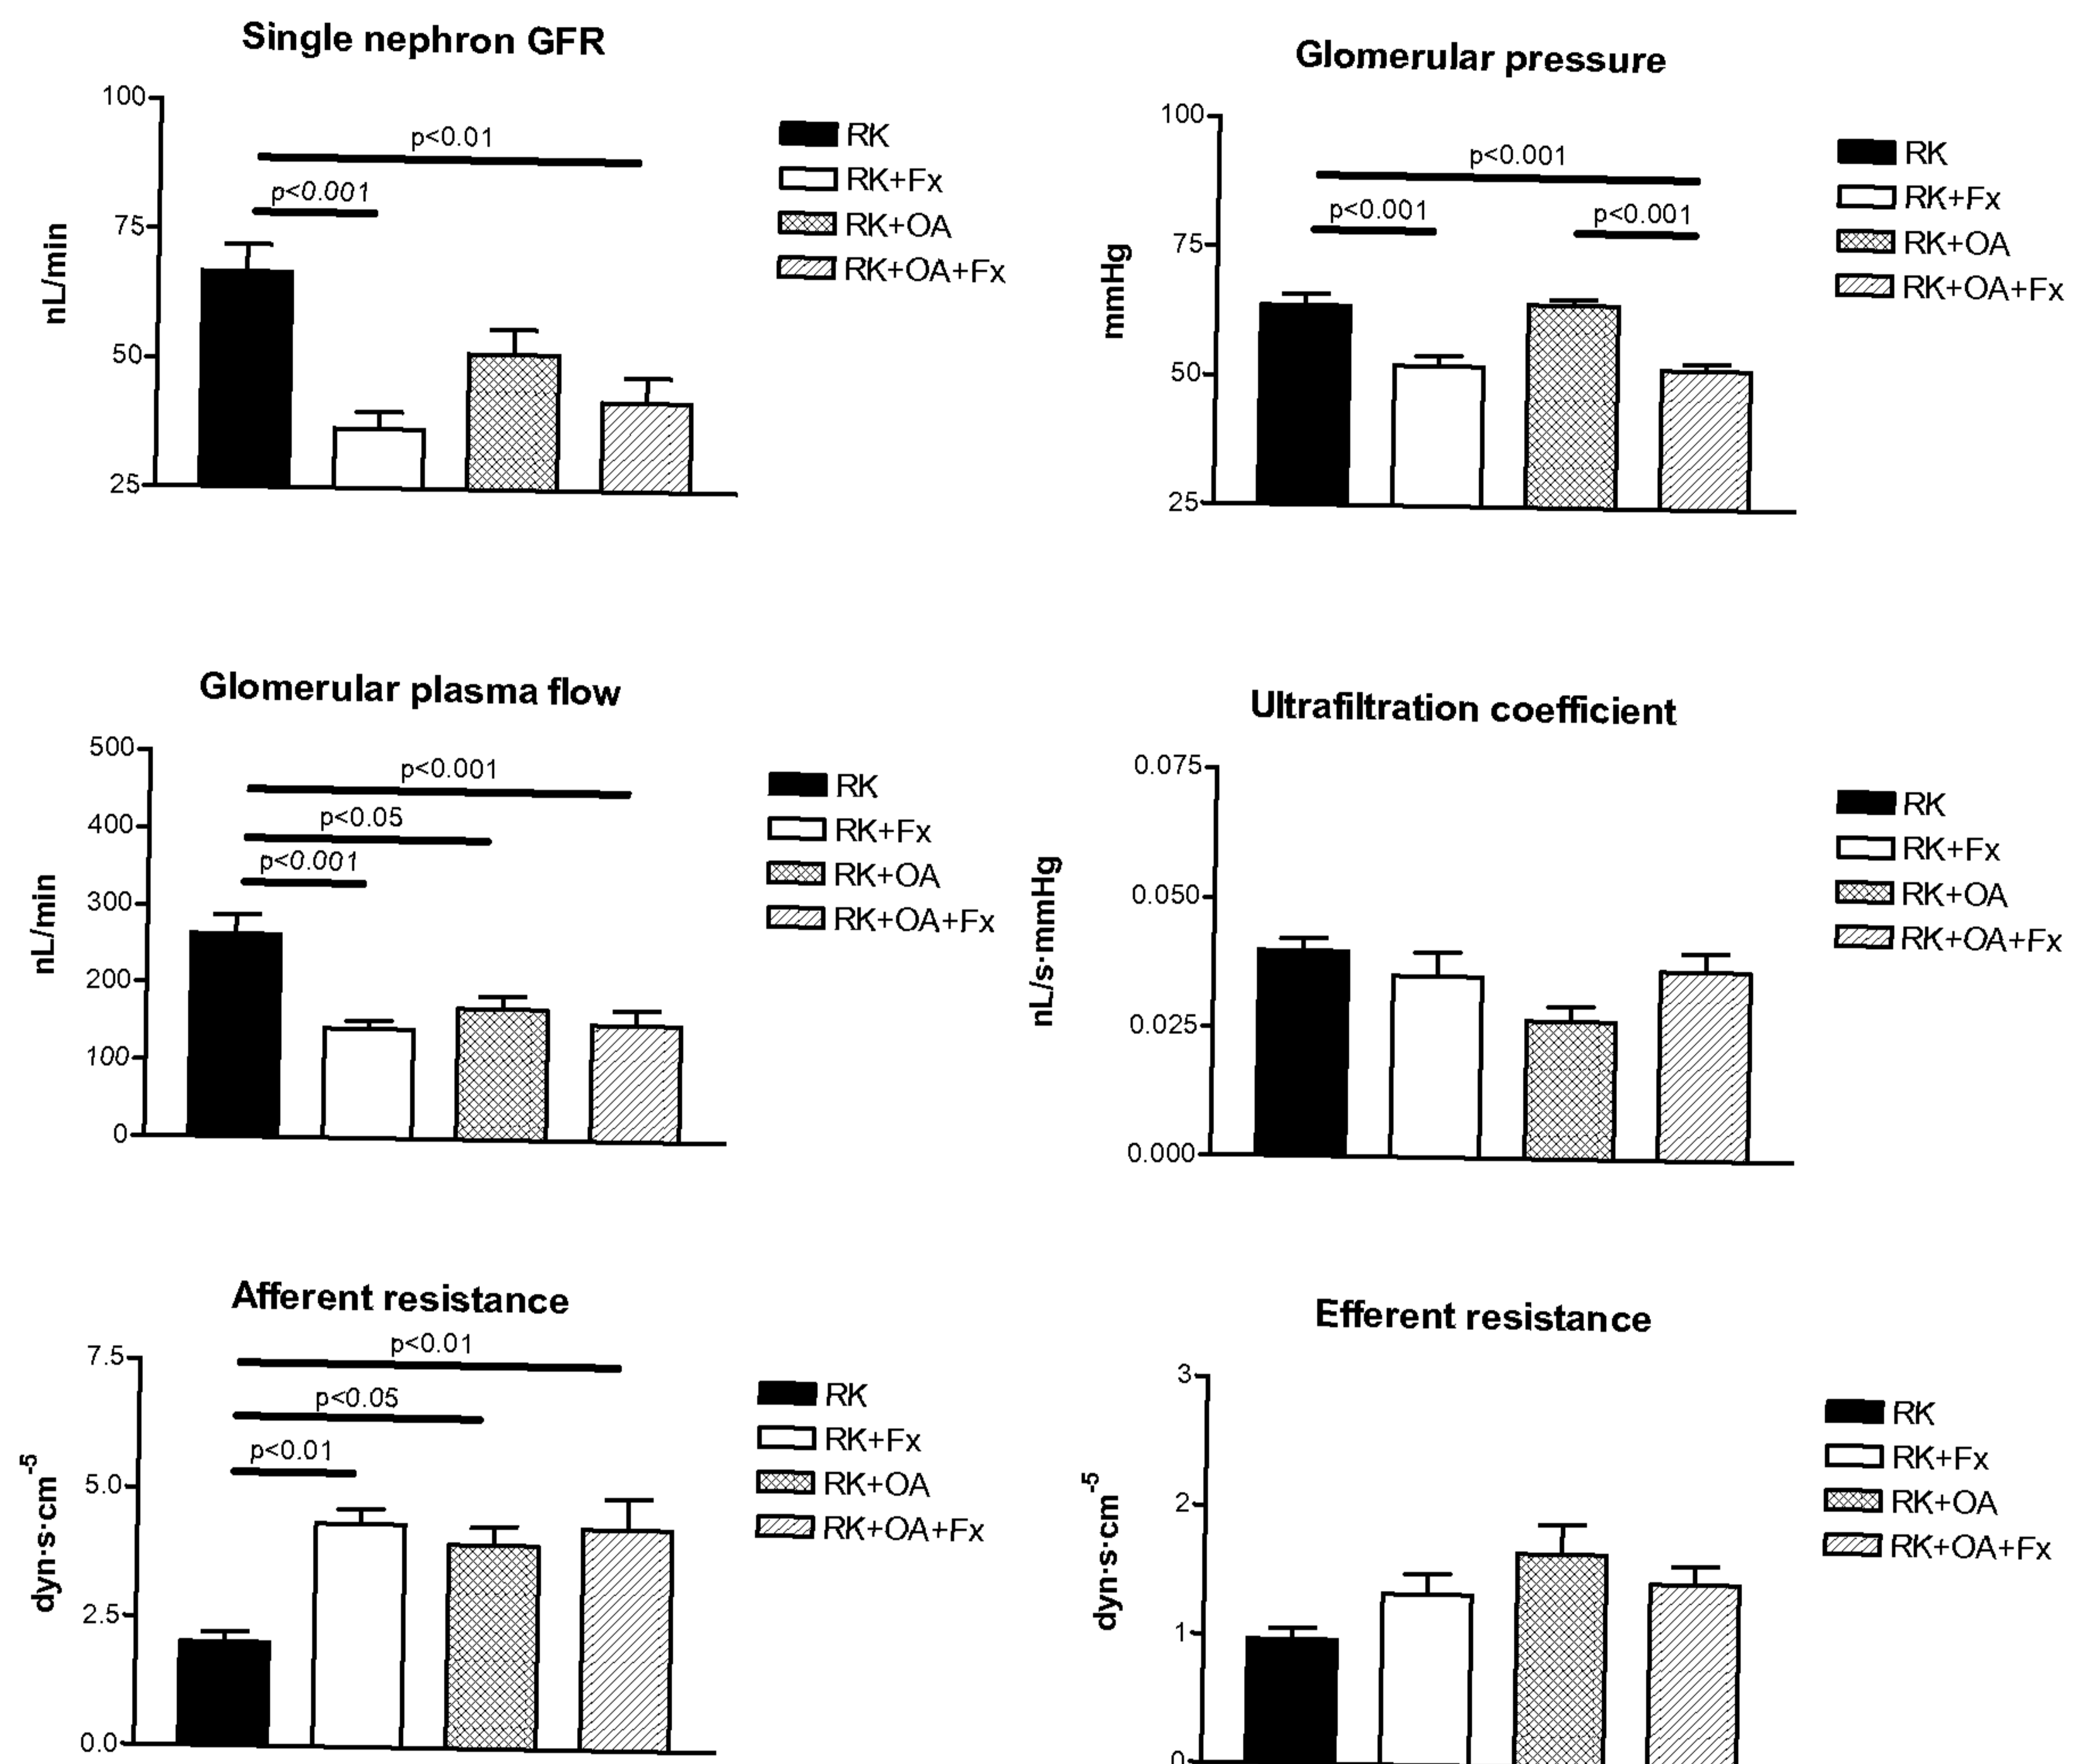 Single nephron GFR
100
75
50
25
nL/min
p<0.01
p<0.001
RK
RK+Fx
RK+OA
RK+OA+Fx
Glomerular pressure
100
75
50
25
mmHg
p<0.001
p<0.001
p<0.001
RK
RK+Fx
RK+OA
RK+OA+Fx
Glomerular plasma flow
500
400
300
200
100
0
nL/min
p<0.001
p<0.05
p<0.001
RK
RK+Fx
RK+OA
RK+OA+Fx
Ultrafiltration coefficient
0.075
0.050
0.025
0.000
nL/s·mmHg
RK
RK+Fx
RK+OA
RK+OA+Fx
Afferent resistance
7.5
5.0
2.5
0.0
dyn·s·cm-5
p<0.01
p<0.05
p<0.01
RK
RK+Fx
RK+OA
RK+OA+Fx
Efferent resistance
3
2
1
0
dyn·s·cm-5
RK
RK+Fx
RK+OA
RK+OA+Fx